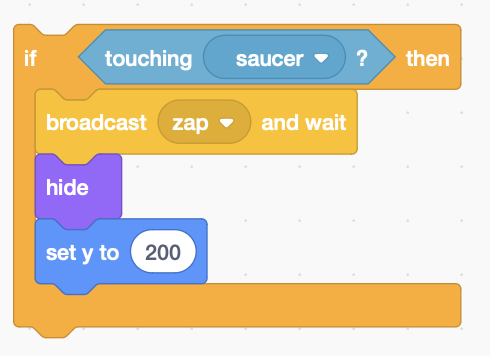 if touching saucer ? then
broadcast zap and wait
hide
set y to 200